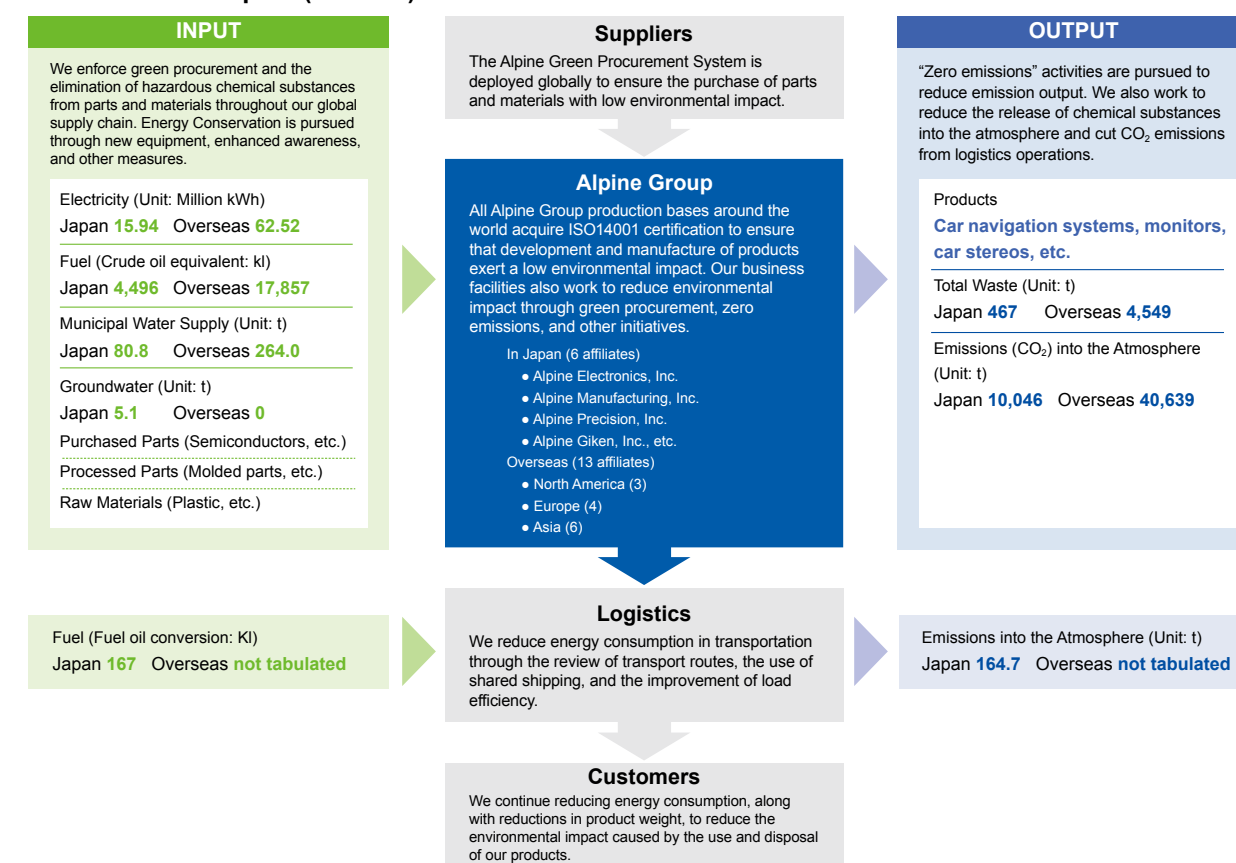 INPUT
We enforce green procurement and the
elimination of hazardous chemical substances
from parts and materials throughout our global
supply chain. Energy Conservation is pursued
through new equipment, enhanced awareness,
and other measures.
Electricity (Unit: Million kWh)
Japan 15.94 Overseas 62.52
Fuel (Crude oil equivalent: kl)
Japan 4,496 Overseas 17,857
Municipal Water Supply (Unit: t)
Japan 80.8 Overseas 264.0
Groundwater (Unit: t)
Japan 5.1 Overseas 0
Purchased Parts (Semiconductors, etc.)
Processed Parts (Molded parts, etc.)
Raw Materials (Plastic, etc.)
Suppliers
The Alpine Green Procurement System is
deployed globally to ensure the purchase of parts
and materials with low environmental impact.
Alpine Group
All Alpine Group production bases around the
world acquire ISO14001 certification to ensure
that development and manufacture of products
exert a low environmental impact. Our business
facilities also work to reduce environmental
impact through green procurement, zero
emissions, and other initiatives.
In Japan (6 affiliates)
● Alpine Electronics, Inc.
● Alpine Manufacturing, Inc.
● Alpine Precision, Inc.
● Alpine Giken, Inc., etc.
Overseas (13 affiliates)
● North America (3)
● Europe (4)
● Asia (6)
OUTPUT
“Zero emissions” activities are pursued to
reduce emission output. We also work to
reduce the release of chemical substances
into the atmosphere and cut CO₂ emissions
from logistics operations.
Products
Car navigation systems, monitors,
car stereos, etc.
Total Waste (Unit: t)
Japan 467 Overseas 4,549
Emissions (CO₂) into the Atmosphere
(Unit: t)
Japan 10,046 Overseas 40,639
Fuel (Fuel oil conversion: Kl)
Japan 167 Overseas not tabulated
Logistics
We reduce energy consumption in transportation
through the review of transport routes, the use of
shared shipping, and the improvement of load
efficiency.
Emissions into the Atmosphere (Unit: t)
Japan 164.7 Overseas not tabulated
Customers
We continue reducing energy consumption, along
with reductions in product weight, to reduce the
environmental impact caused by the use and disposal
of our products.